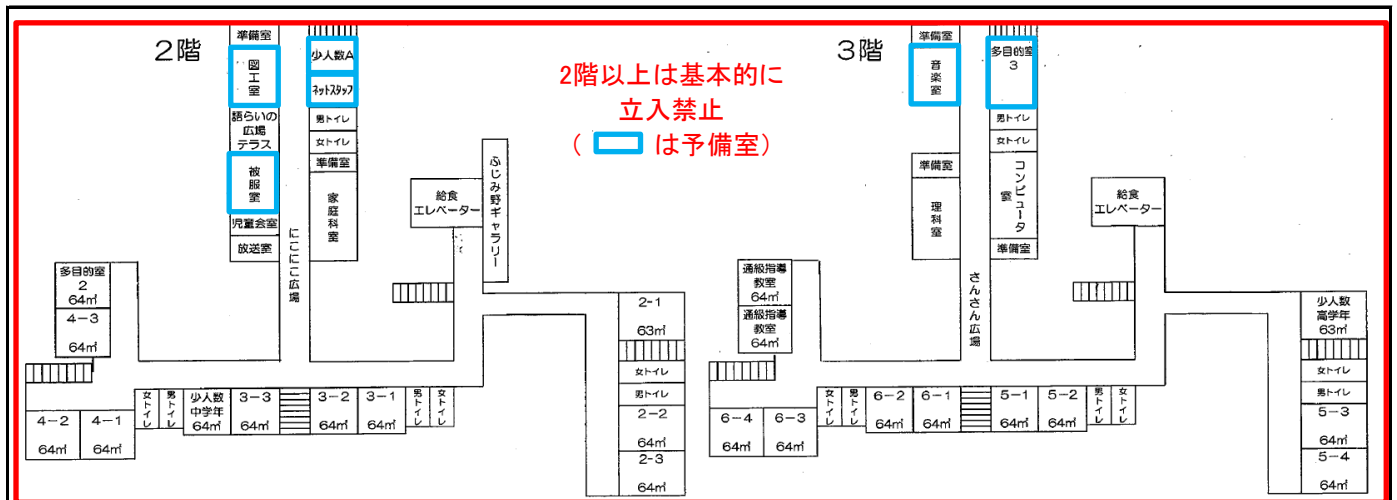 2階
準備室
図工室
語らいの
広場
テラス
被服室
児童会室
放送室
少人数A
ネットスタッフ
男トイレ
女トイレ
準備室
家庭科室
にこにこ広場
給食
エレベーター
ふじみ野ギャラリー
多目的室
2
64㎡
4-3
64㎡
4-2
64㎡
4-1
64㎡
女トイレ
男トイレ
少人数
中学年
64㎡
3-3
64㎡
3-2
64㎡
3-1
64㎡
男トイレ
女トイレ
2-1
63㎡
女トイレ
男トイレ
2-2
64㎡
2-3
64㎡
2階以上は基本的に
立入禁止
( は予備室)
3階
準備室
音楽室
準備室
理科室
多目的室
3
男トイレ
女トイレ
コンピュータ室
準備室
さんさん広場
給食
エレベーター
通級指導
教室
64㎡
通級指導
教室
64㎡
6-4
64㎡
6-3
64㎡
女トイレ
男トイレ
6-2
64㎡
6-1
64㎡
5-1
64㎡
5-2
64㎡
男トイレ
女トイレ
少人数
高学年
63㎡
女トイレ
男トイレ
5-3
64㎡
5-4
64㎡